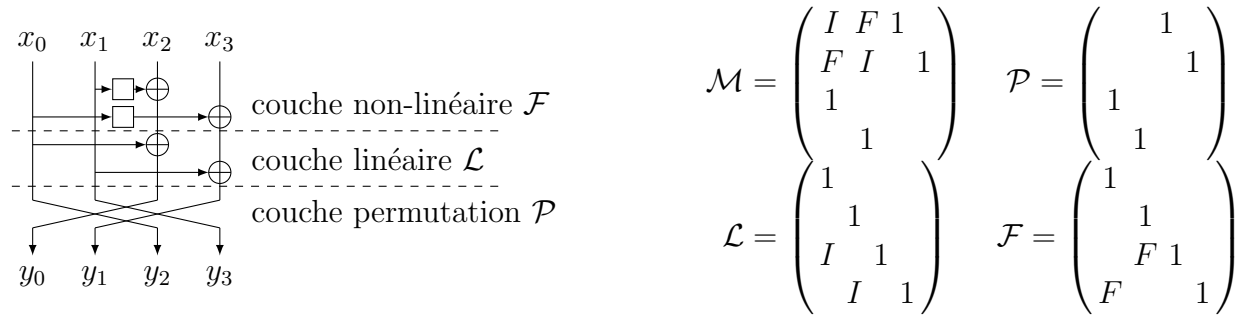 x₀ x₁ x₂ x₃
couche non-linéaire 𝓕
couche linéaire 𝓛
couche permutation 𝓟
y₀ y₁ y₂ y₃
𝓜 =
I F 1
F I 1
1
1
𝓟 =
1
1
1
1
𝓛 =
1
1
I 1
I 1
𝓕 =
1
1
F 1
F 1